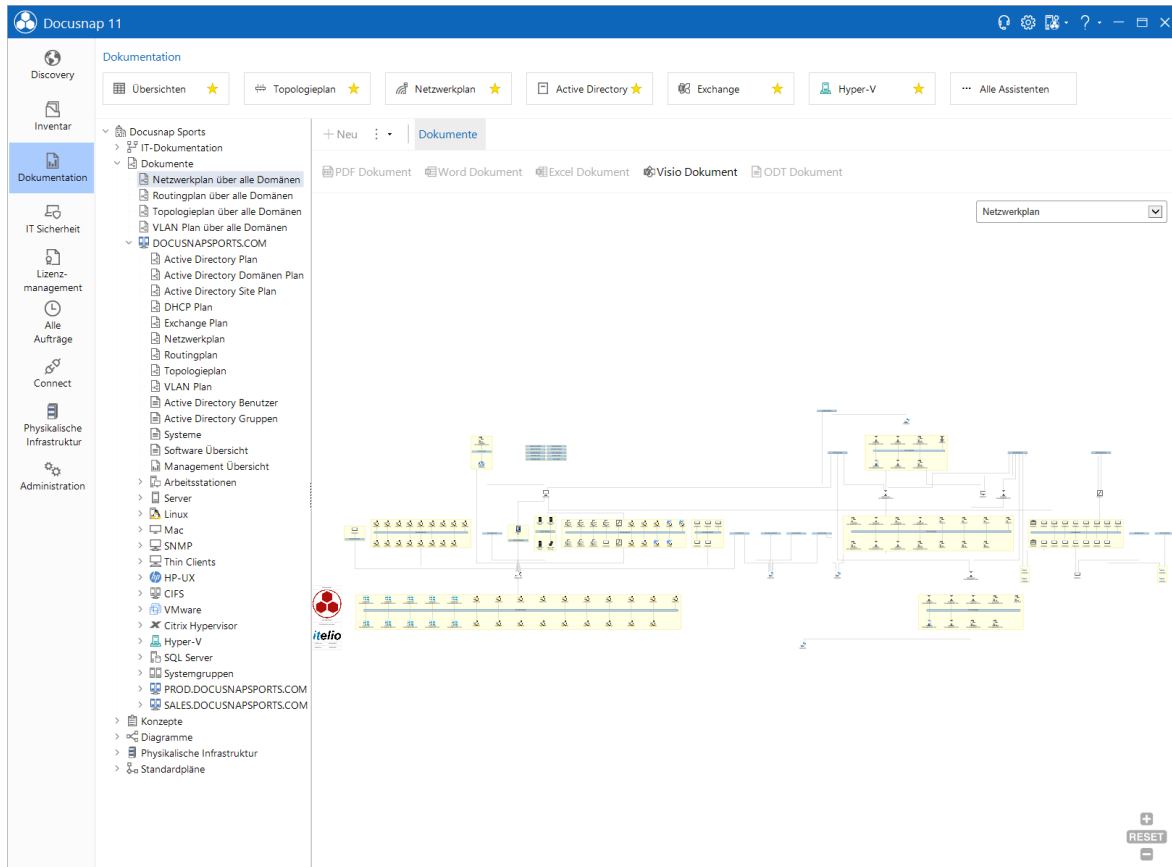 Docusnap 11
Discovery
Inventar
Dokumentation
IT Sicherheit
Lizenz-
management
Alle
Aufträge
Connect
Physikalische
Infrastruktur
Administration
Dokumentation
Übersichten
Topologieplan
Netzwerkplan
Active Directory
Exchange
Hyper-V
Alle Assistenten
Docusnap Sports
IT-Dokumentation
Dokumente
Netzwerkplan über alle Domänen
Routingplan über alle Domänen
Topologieplan über alle Domänen
VLAN Plan über alle Domänen
DOCUSNAPSPORTS.COM
Active Directory Plan
Active Directory Domänen Plan
Active Directory Site Plan
DHCP Plan
Exchange Plan
Netzwerkplan
Routingplan
Topologieplan
VLAN Plan
Active Directory Benutzer
Active Directory Gruppen
Systeme
Software Übersicht
Management Übersicht
Arbeitsstationen
Server
Linux
Mac
SNMP
Thin Clients
HP-UX
CIFS
VMware
Citrix Hypervisor
Hyper-V
SQL Server
Systemgruppen
PROD.DOCUSNAPSPORTS.COM
SALES.DOCUSNAPSPORTS.COM
Konzepte
Diagramme
Physikalische Infrastruktur
Standardpläne
Neu
Dokumente
PDF Dokument
Word Dokument
Excel Dokument
Visio Dokument
ODT Dokument
Netzwerkplan
itelio
RESET